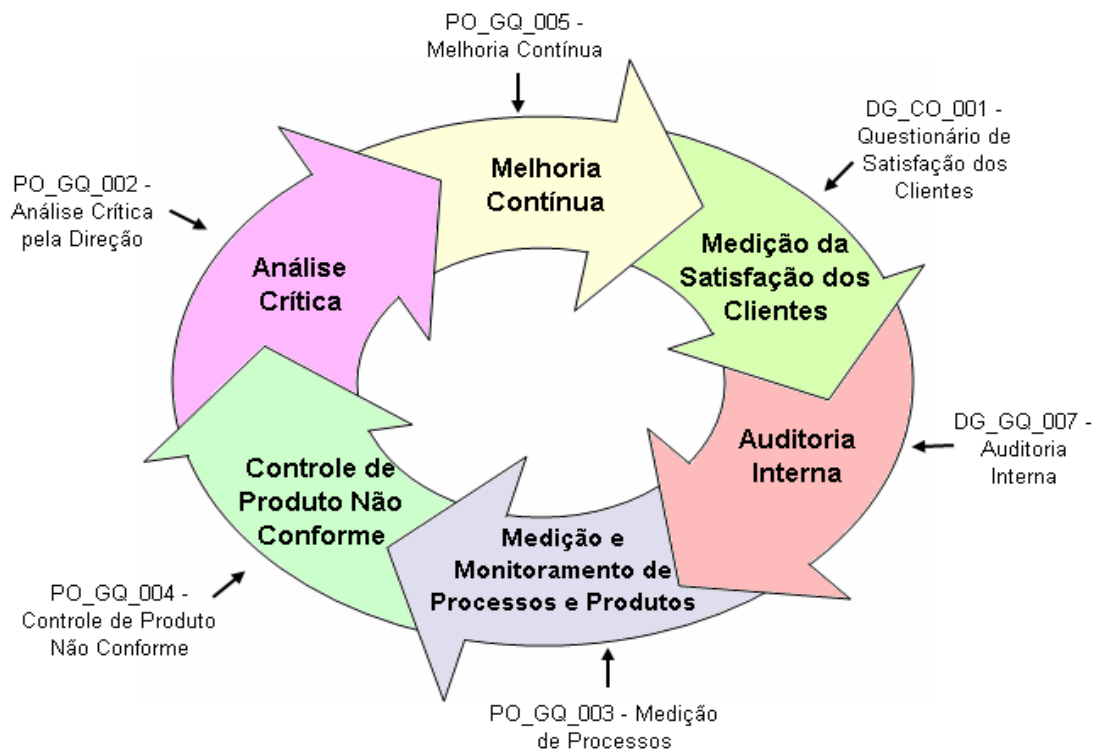 PO_GQ_005 -
Melhoria Contínua
DG_CO_001 -
Questionário de
Satisfação dos
Clientes
PO_GQ_002 -
Análise Crítica
pela Direção
Melhoria
Contínua
Medição da
Satisfação dos
Clientes
Análise
Crítica
DG_GQ_007 -
Auditoria
Interna
Auditoria
Interna
Controle de
Produto Não
Conforme
Medição e
Monitoramento de
Processos e Produtos
PO_GQ_004 -
Controle de Produto
Não Conforme
PO_GQ_003 - Medição
de Processos